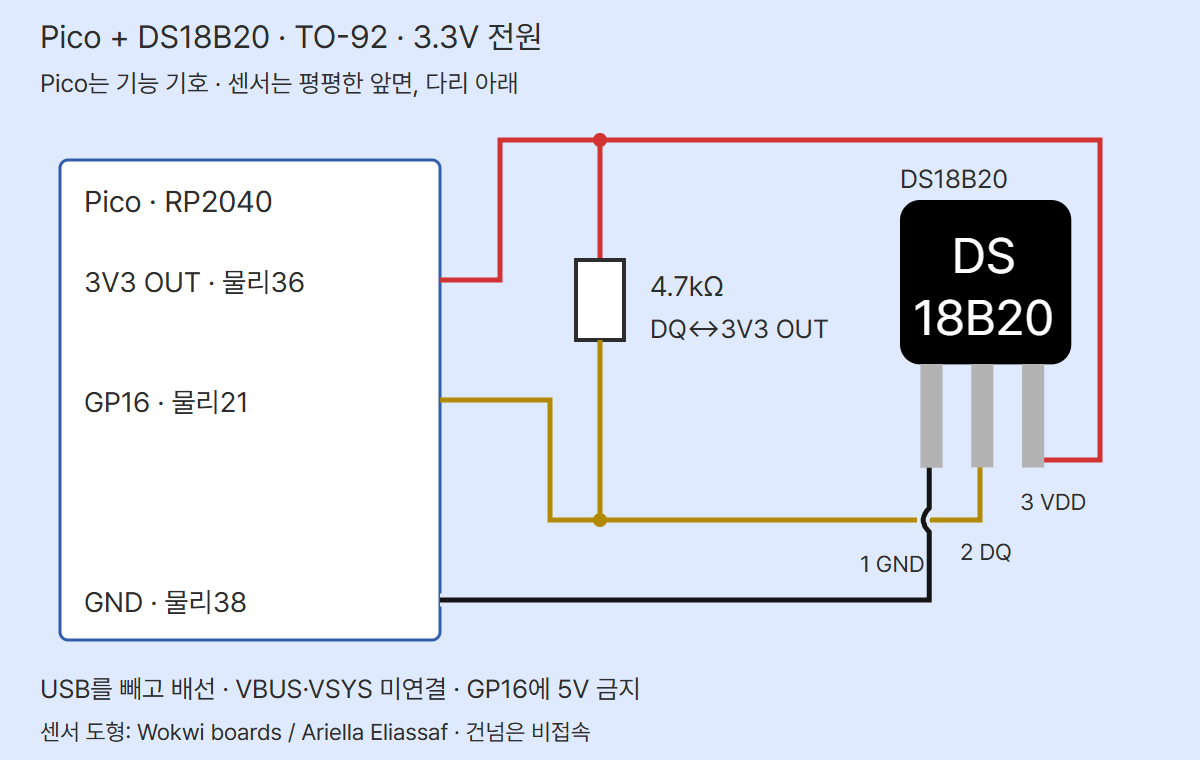 Pico + DS18B20 · TO-92 · 3.3V 전원
Pico는 기능 기호 · 센서는 평평한 앞면, 다리 아래
Pico · RP2040
3V3 OUT · 물리36
GP16 · 물리21
GND · 물리38
4.7kΩ
DQ↔3V3 OUT
DS18B20
DS
18B20
3 VDD
2 DQ
1 GND
USB를 빼고 배선 · VBUS·VSYS 미연결 · GP16에 5V 금지
센서 도형: Wokwi boards / Ariella Eliassaf · 건넘은 비접속